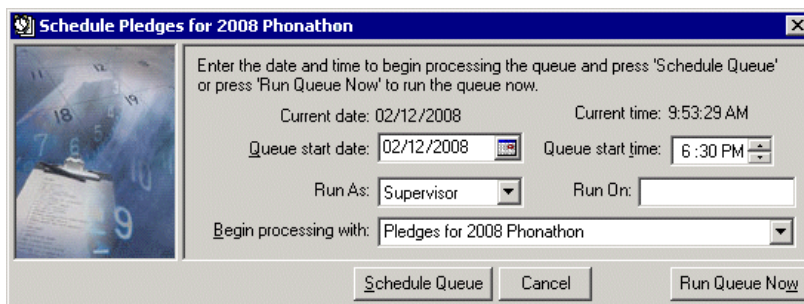 Schedule Pledges for 2008 Phonathon
Enter the date and time to begin processing the queue and press 'Schedule Queue'
or press 'Run Queue Now' to run the queue now.
Current date: 02/12/2008 Current time: 9:53:29 AM
Queue start date: 02/12/2008 Queue start time: 6:30 PM
Run As: Supervisor Run On:
Begin processing with: Pledges for 2008 Phonathon
Schedule Queue Cancel Run Queue Now